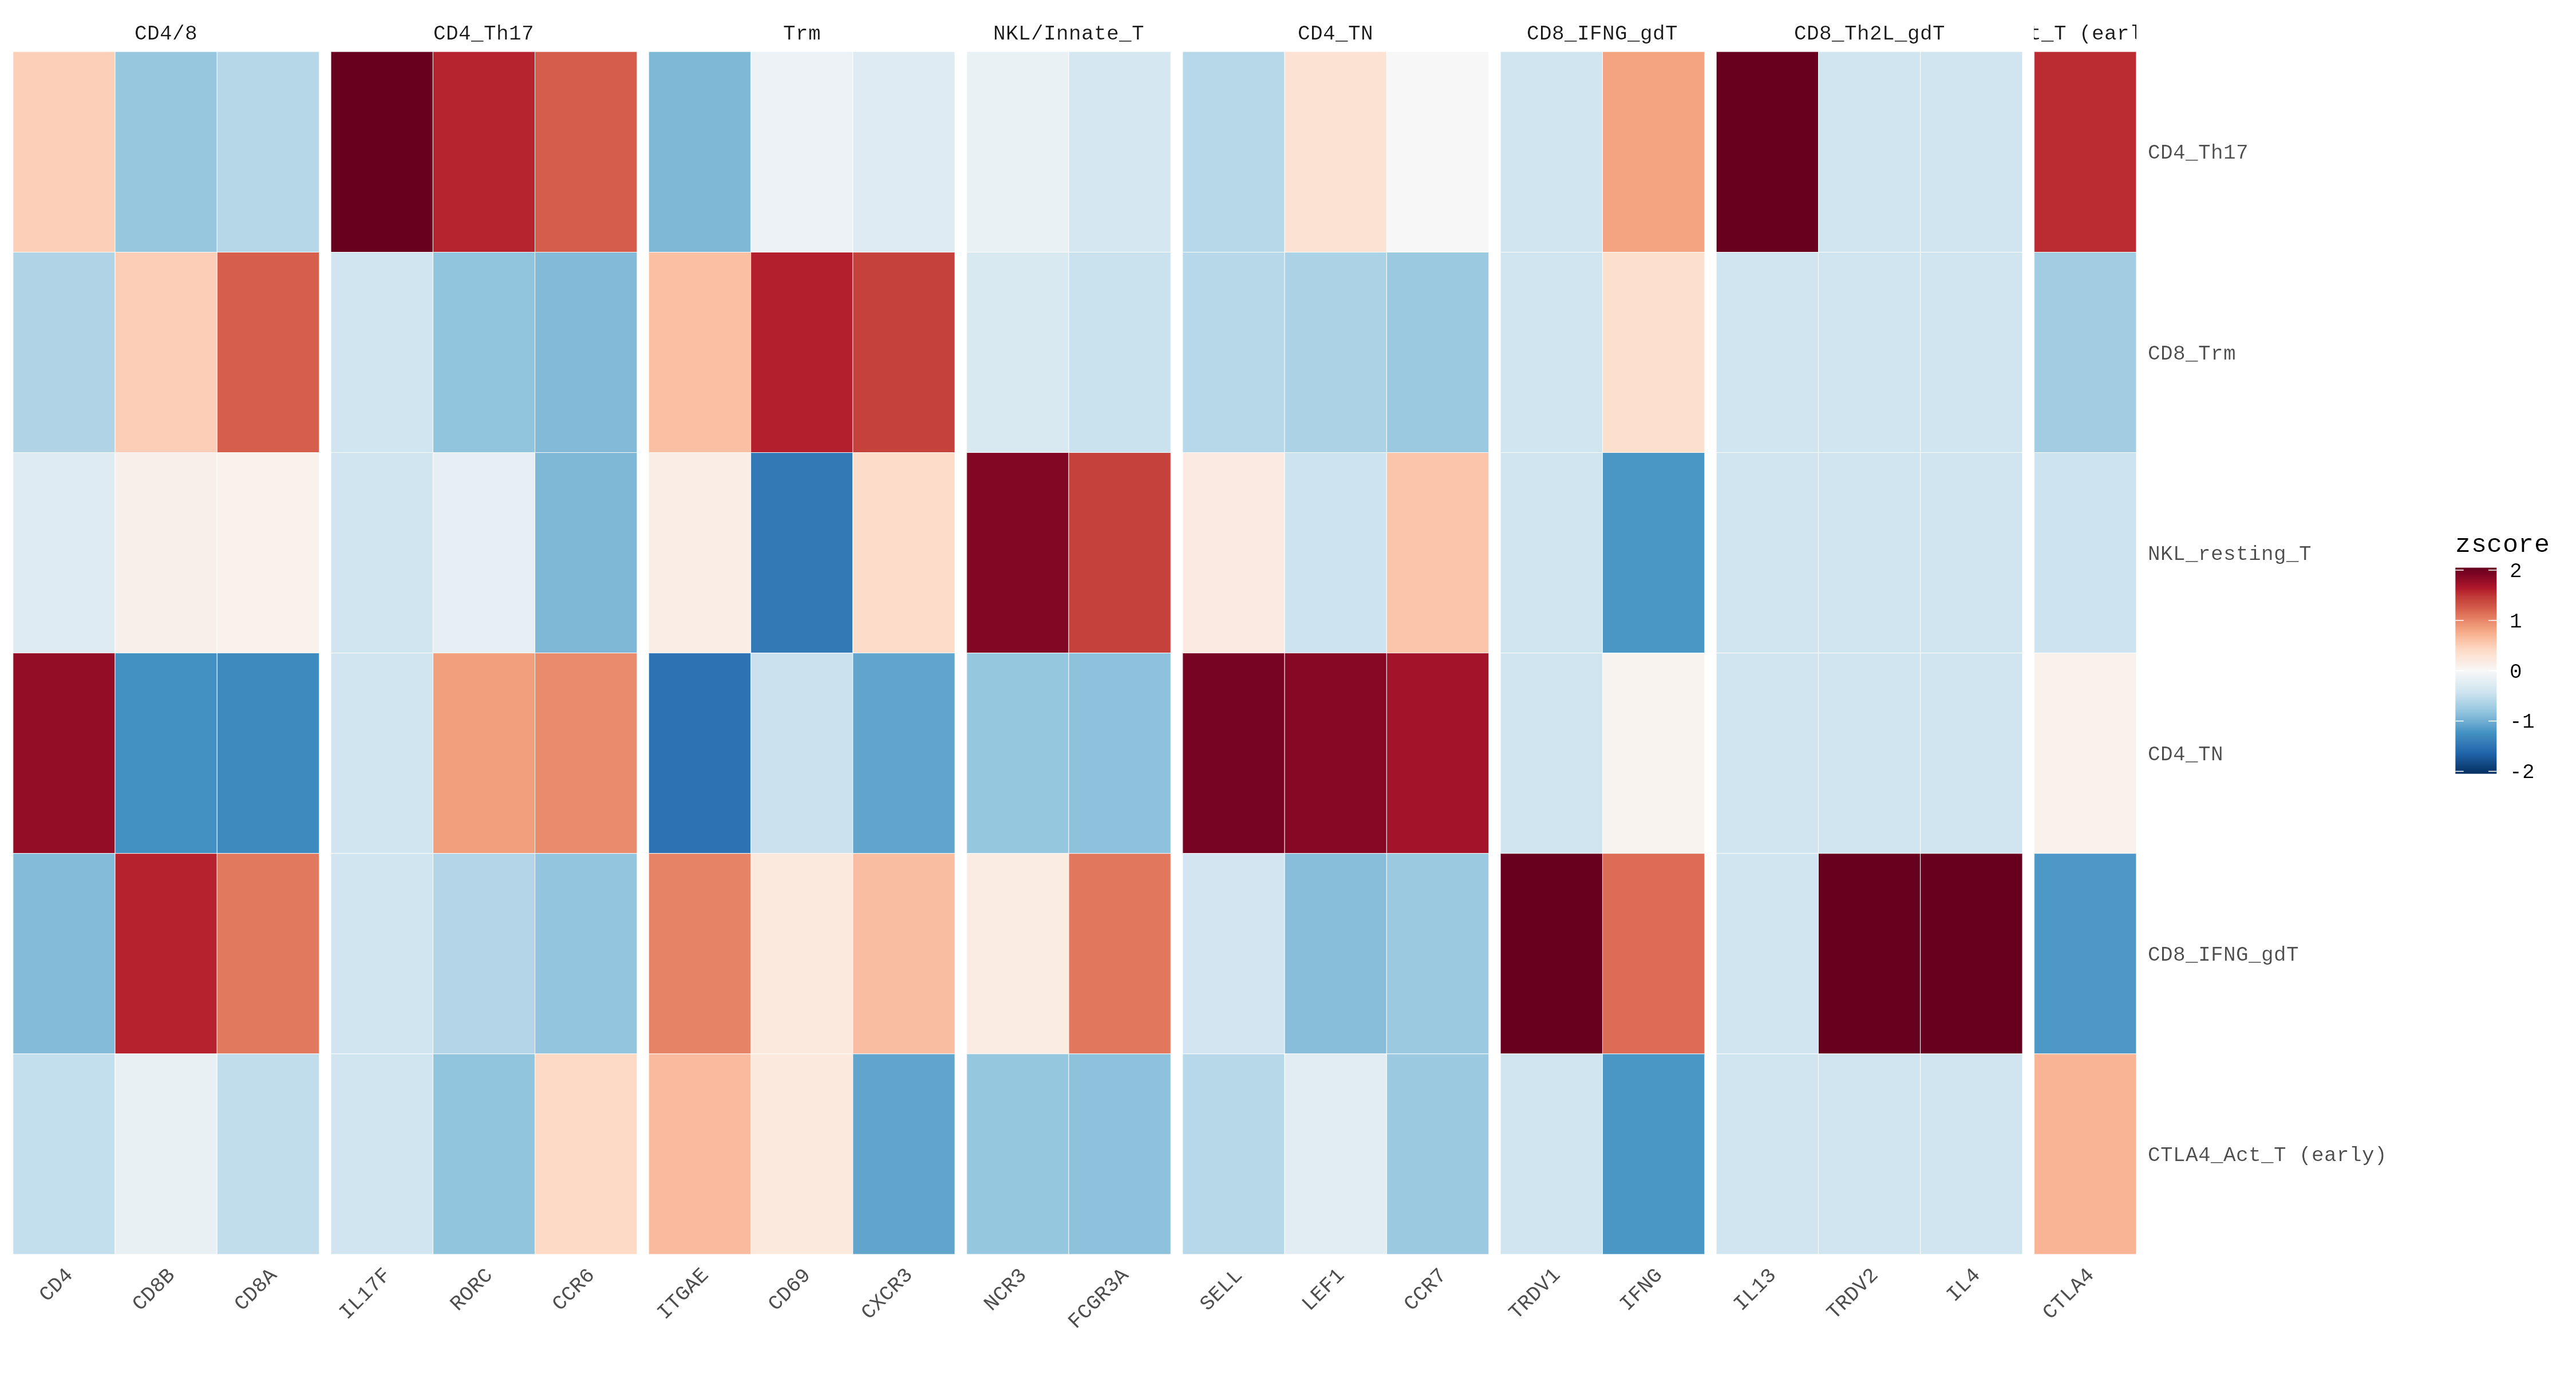 CD4/8
CD4_Th17
Trm
NKL/Innate_T
CD4_TN
CD8_IFNG_gdT
CD8_Th2L_gdT
t_T (earl
CD4_Th17
CD8_Trm
NKL_resting_T
CD4_TN
CD8_IFNG_gdT
CTLA4_Act_T (early)
zscore
2
1
0
-1
-2
CD4
CD8B
CD8A
IL17F
RORC
CCR6
ITGAE
CD69
CXCR3
NCR3
FCGR3A
SELL
LEF1
CCR7
TRDV1
IFNG
IL13
TRDV2
IL4
CTLA4